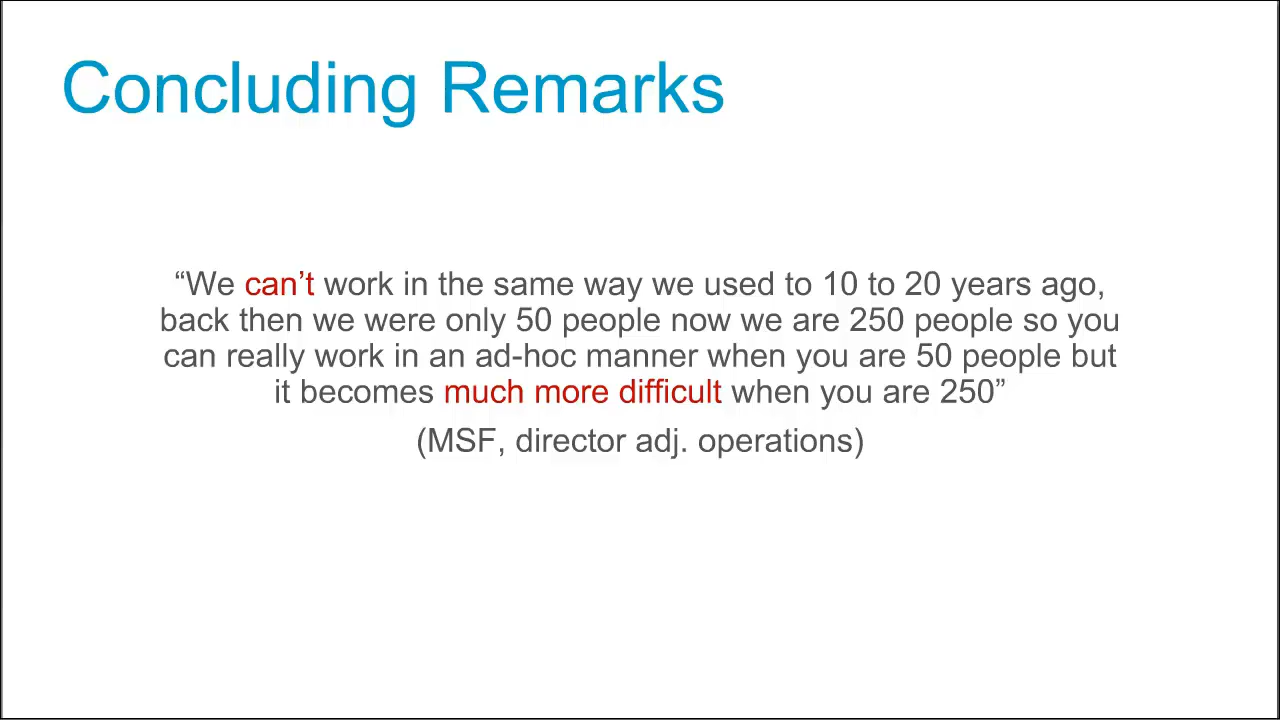 Concluding Remarks
“We can’t work in the same way we used to 10 to 20 years ago,
back then we were only 50 people now we are 250 people so you
can really work in an ad-hoc manner when you are 50 people but
it becomes much more difficult when you are 250”
(MSF, director adj. operations)